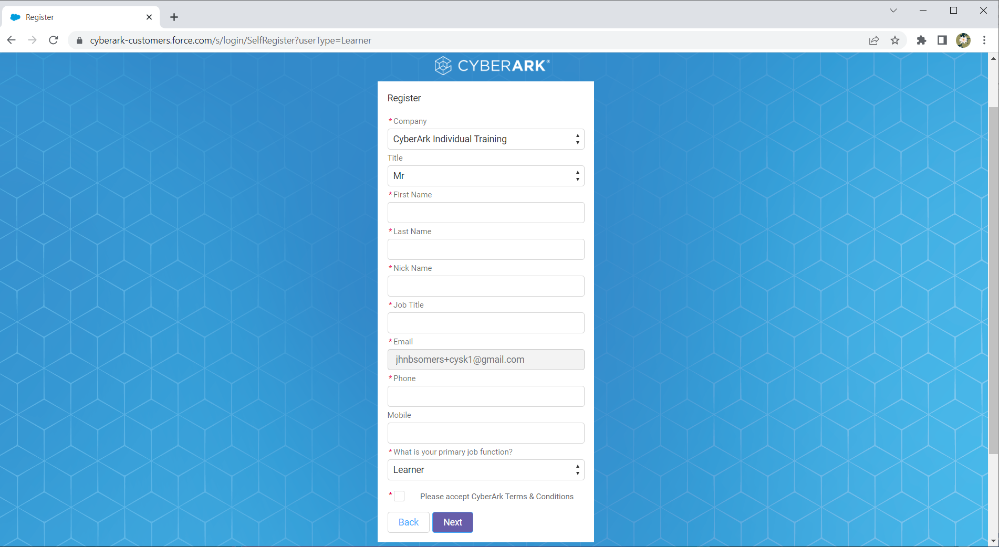 Register
cyberark-customers.force.com/s/login/SelfRegister?userType=Learner
CYBERARK®
Register
*Company
CyberArk Individual Training
Title
Mr
*First Name
*Last Name
*Nick Name
*Job Title
*Email
jhnbsomers+cysk1@gmail.com
*Phone
Mobile
*What is your primary job function?
Learner
* Please accept CyberArk Terms & Conditions
Back Next